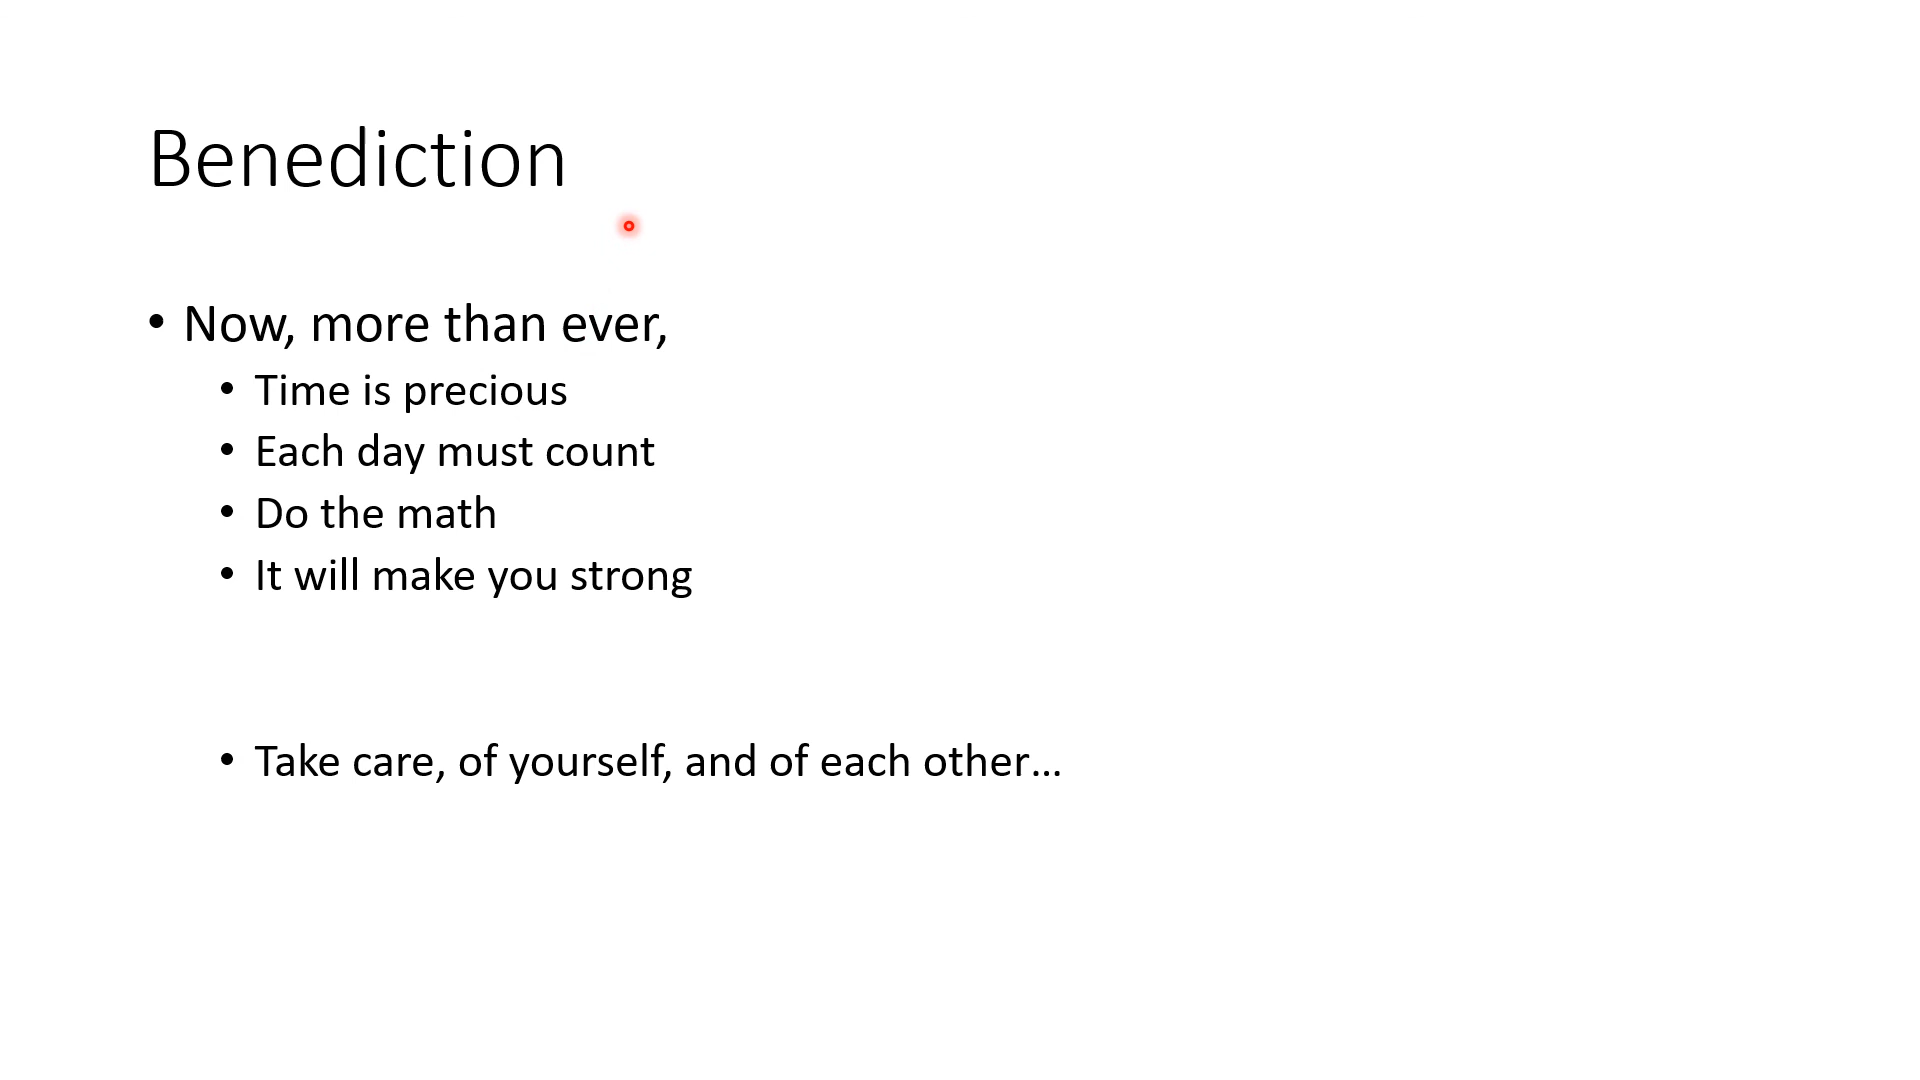 Benediction
• Now, more than ever,
• Time is precious
• Each day must count
• Do the math
• It will make you strong
• Take care, of yourself, and of each other…